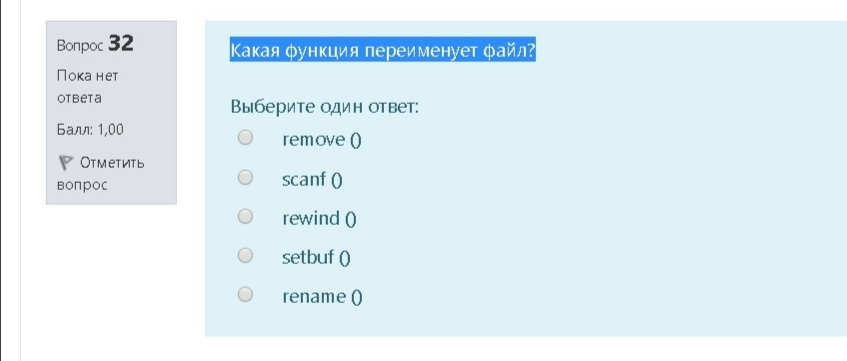 Вопрос 32
Пока нет
ответа
Балл: 1,00
Отметить
вопрос
Какая функция переименует файл?
Выберите один ответ:
remove ()
scanf ()
rewind ()
setbuf ()
rename ()